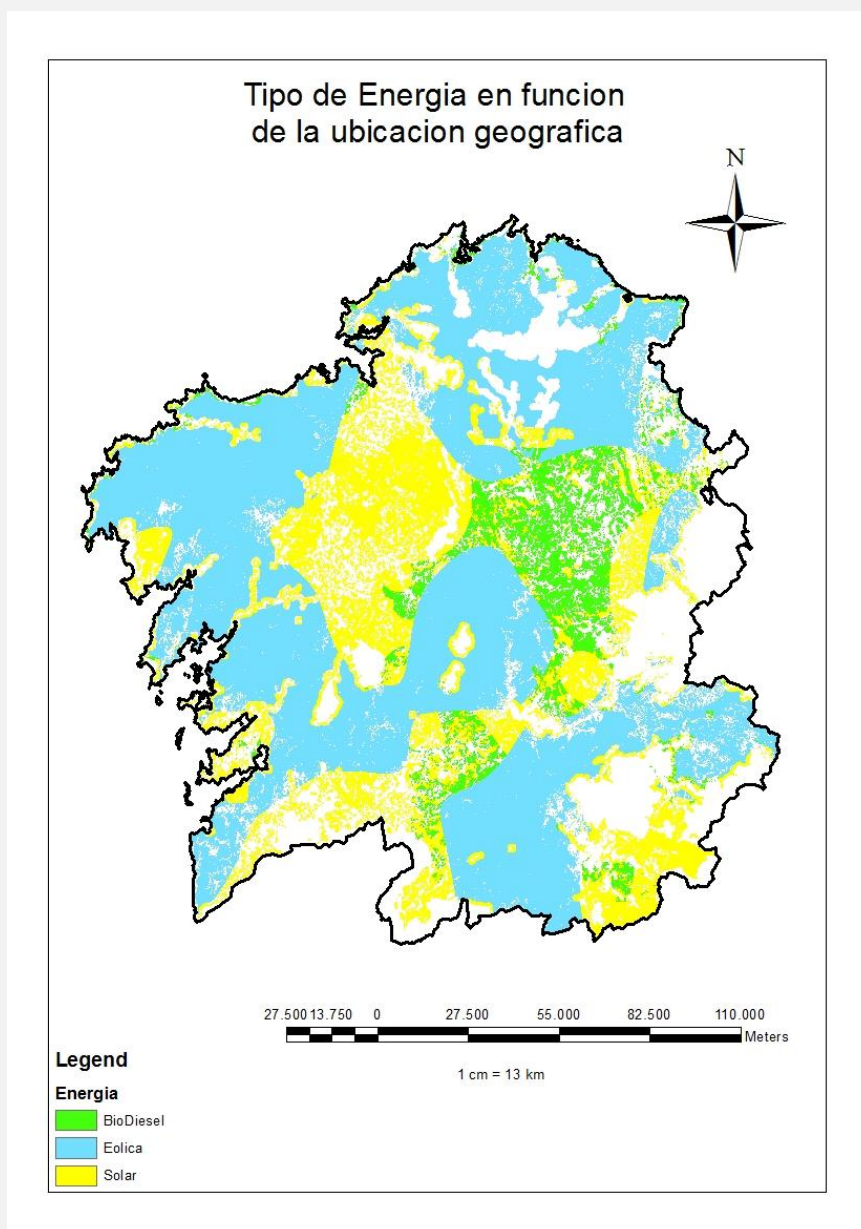 Tipo de Energia en funcion
de la ubicacion geografica
N
27.500 13.750 0 27.500 55.000 82.500 110.000
Meters
1 cm = 13 km
Legend
Energia
BioDiesel
Eolica
Solar